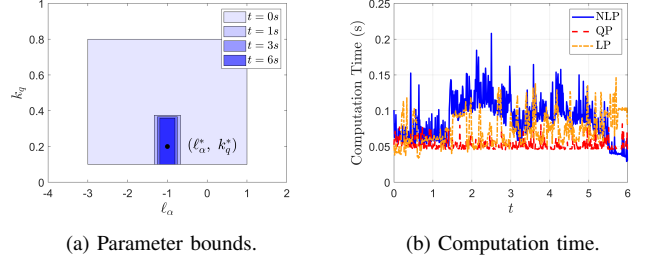 1
0.8
0.6
0.4
0.2
0
-4
-3
-2
-1
0
1
2
k_q
ℓ_α
t = 0s
t = 1s
t = 3s
t = 6s
(ℓ*_α, k*_q)
(a) Parameter bounds.
0.25
0.2
0.15
0.1
0.05
0
0
1
2
3
4
5
6
Computation Time (s)
t
NLP
QP
LP
(b) Computation time.